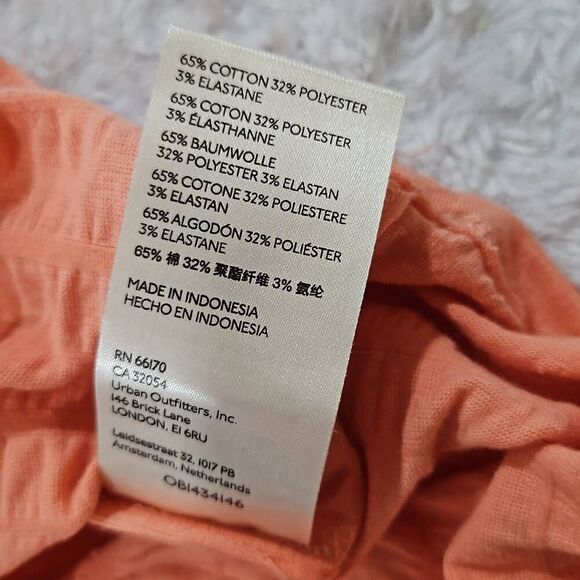 65% COTTON 32% POLYESTER
3% ELASTANE
65% COTON 32% POLYESTER
3% ÉLASTHANNE
65% BAUMWOLLE
32% POLYESTER 3% ELASTAN
65% COTONE 32% POLIESTERE
3% ELASTAN
65% ALGODÓN 32% POLIÉSTER
3% ELASTANE
65% 棉 32% 聚酯纤维 3% 氨纶
MADE IN INDONESIA
HECHO EN INDONESIA
RN 66170
CA 32054
Urban Outfitters, Inc.
146 Brick Lane
LONDON, E1 6RU
Leidsestraat 32, 1017 PB
Amsterdam, Netherlands
OB1434146